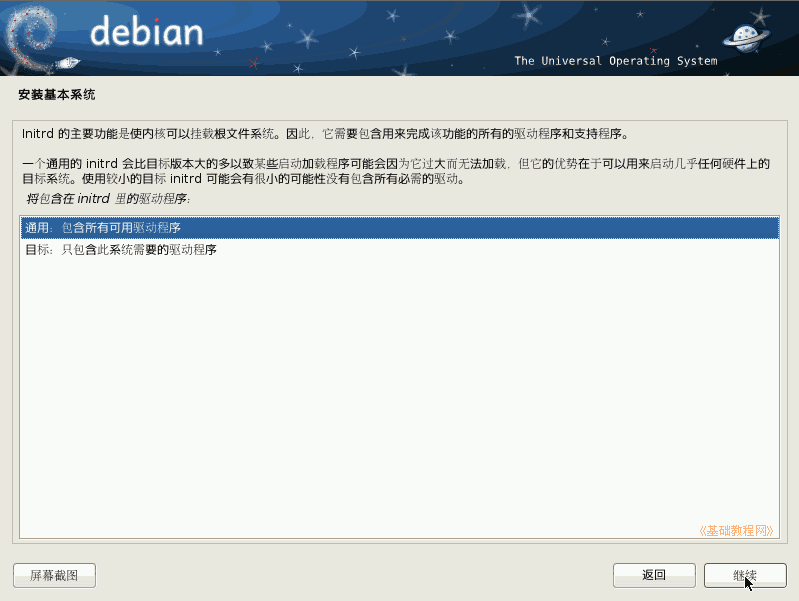 debian
The Universal Operating System
安装基本系统
Initrd 的主要功能是使内核可以挂载根文件系统。因此，它需要包含用来完成该功能的所有的驱动程序和支持程序。
一个通用的 initrd 会比目标版本大的多以致某些启动加载程序可能会因为它过大而无法加载，但它的优势在于可以用来启动几乎任何硬件上的
目标系统。使用较小的目标 initrd 可能会有很小的可能性没有包含所有必需的驱动。
将包含在 initrd 里的驱动程序:
通用：包含所有可用驱动程序
目标：只包含此系统需要的驱动程序
《基础教程网》
屏幕截图
返回
继续